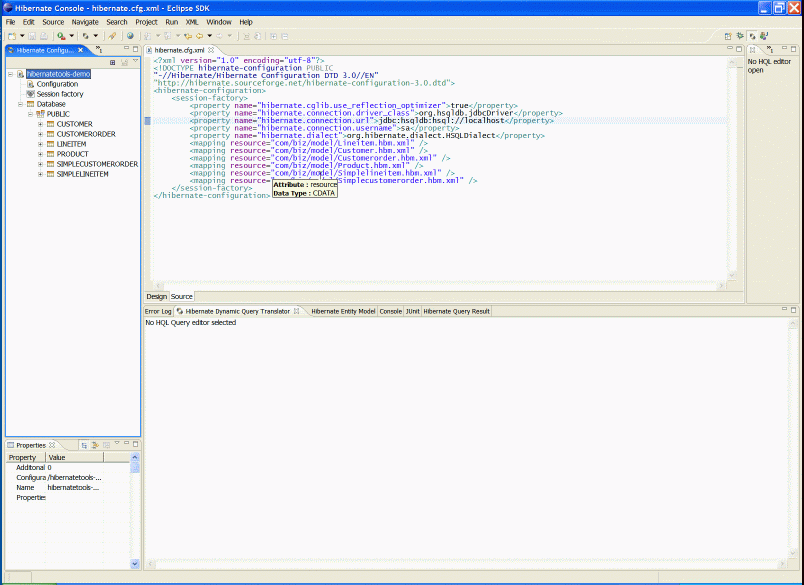 Hibernate Console - hibernate.cfg.xml - Eclipse SDK
File Edit Source Navigate Search Project Run XML Window Help
Hibernate Configu...
hibernatetools-demo
Configuration
Session factory
Database
PUBLIC
CUSTOMER
CUSTOMERORDER
LINEITEM
PRODUCT
SIMPLECUSTOMERORDER
SIMPLELINEITEM
hibernate.cfg.xml
<?xml version="1.0" encoding="utf-8"?>
<!DOCTYPE hibernate-configuration PUBLIC
"-//Hibernate/Hibernate Configuration DTD 3.0//EN"
"http://hibernate.sourceforge.net/hibernate-configuration-3.0.dtd">
<hibernate-configuration>
<session-factory>
<property name="hibernate.cglib.use_reflection_optimizer">true</property>
<property name="hibernate.connection.driver_class">org.hsqldb.jdbcDriver</property>
<property name="hibernate.connection.url">jdbc:hsqldb:hsql://localhost</property>
<property name="hibernate.connection.username">sa</property>
<property name="hibernate.dialect">org.hibernate.dialect.HSQLDialect</property>
<mapping resource="com/biz/model/Lineitem.hbm.xml" />
<mapping resource="com/biz/model/Customer.hbm.xml" />
<mapping resource="com/biz/model/Customerorder.hbm.xml" />
<mapping resource="com/biz/model/Product.hbm.xml" />
<mapping resource="com/biz/model/Simplelineitem.hbm.xml" />
<mapping resource= Simplecustomerorder.hbm.xml" />
</session-factory>
</hibernate-configuration>
Attribute : resource
Data Type : CDATA
Design Source
No HQL editor
open
Error Log Hibernate Dynamic Query Translator Hibernate Entity Model Console JUnit Hibernate Query Result
No HQL Query editor selected
Properties
Property Value
Additonal 0
Configura /hibernatetools-...
Name hibernatetools-...
Propertie